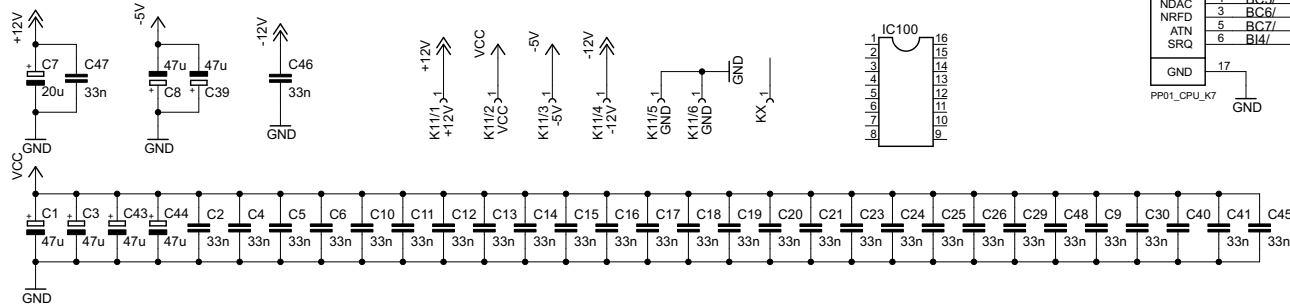 +12V
C7
20u
C47
33n
GND
-5V
47u
C8
47u
C39
GND
-12V
C46
33n
GND
+12V
K11/1 1
+12V
VCC
K11/2 1
VCC
-5V
K11/3 1
-5V
-12V
K11/4 1
-12V
GND
K11/5 1
GND
K11/6 1
GND
KX 1
IC100
1 16
2 15
3 14
4 13
5 12
6 11
7 10
8 9
NDAC
NRFD 3 BC6/
ATN 5 BC7/
SRQ 6 BI4/
GND 17
PP01_CPU_K7
GND
VCC
C1 C3 C43 C44 C2 C4 C5 C6 C10 C11 C12 C13 C14 C15 C16 C17 C18 C19 C20 C21 C23 C24 C25 C26 C29 C48 C9 C30 C40 C41 C45
47u 47u 47u 47u 33n 33n 33n 33n 33n 33n 33n 33n 33n 33n 33n 33n 33n 33n 33n 33n 33n 33n 33n 33n 33n 33n 33n 33n 33n 33n
GND